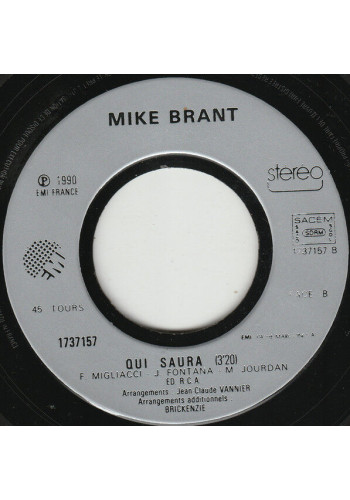 MIKE BRANT
℗ 1990
EMI FRANCE
stereo
SACEM
SDRM
1737157 B
45 TOURS
B
1737157
QUI SAURA (3'20)
F. MIGLIACCI - J. FONTANA - M. JOURDAN
ED R.C.A
Arrangements : Jean Claude VANNIER
Arrangements additionnels :
BRICKENZIE